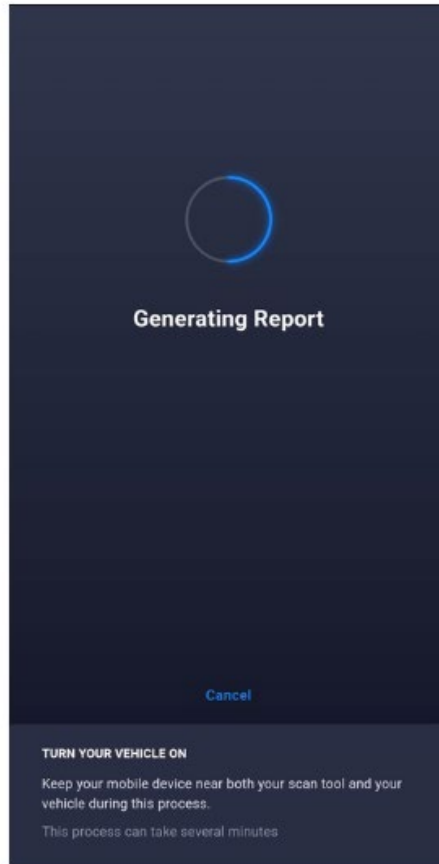 Generating Report
Cancel
TURN YOUR VEHICLE ON
Keep your mobile device near both your scan tool and your
vehicle during this process.
This process can take several minutes